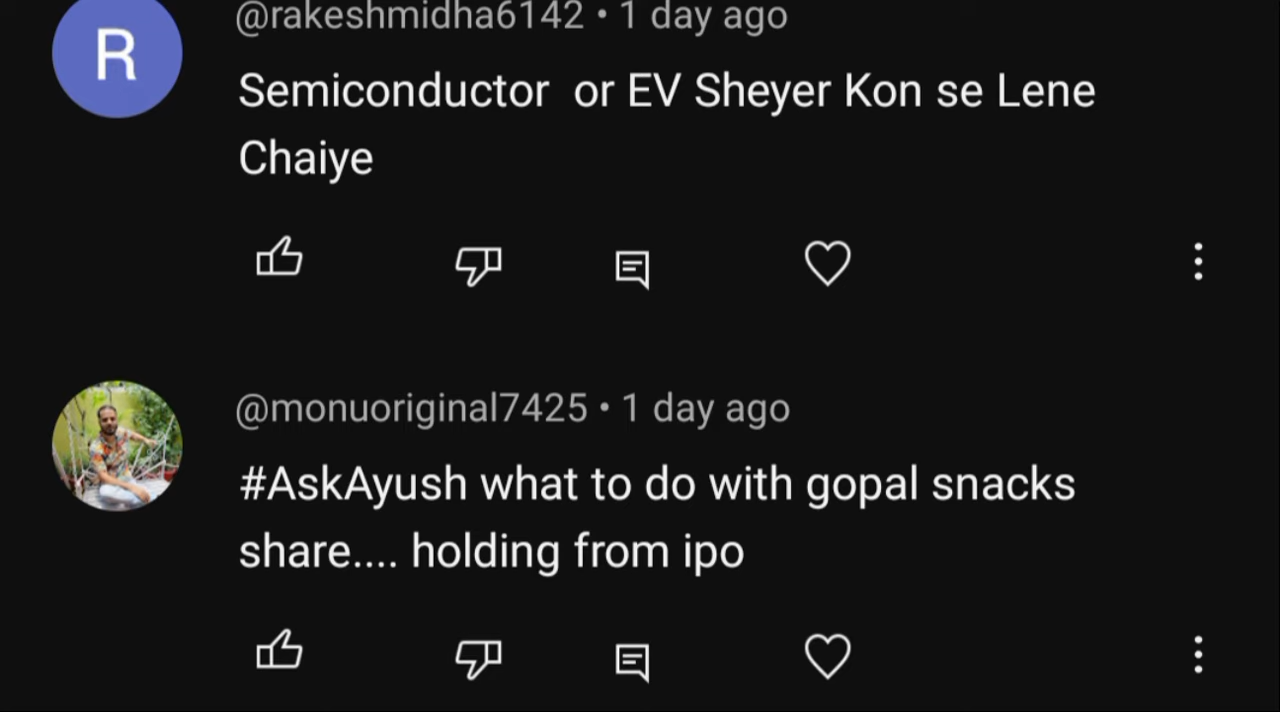 R
@rakeshmidha6142 • 1 day ago
Semiconductor or EV Sheyer Kon se Lene
Chaiye
@monuoriginal7425 • 1 day ago
#AskAyush what to do with gopal snacks
share.... holding from ipo